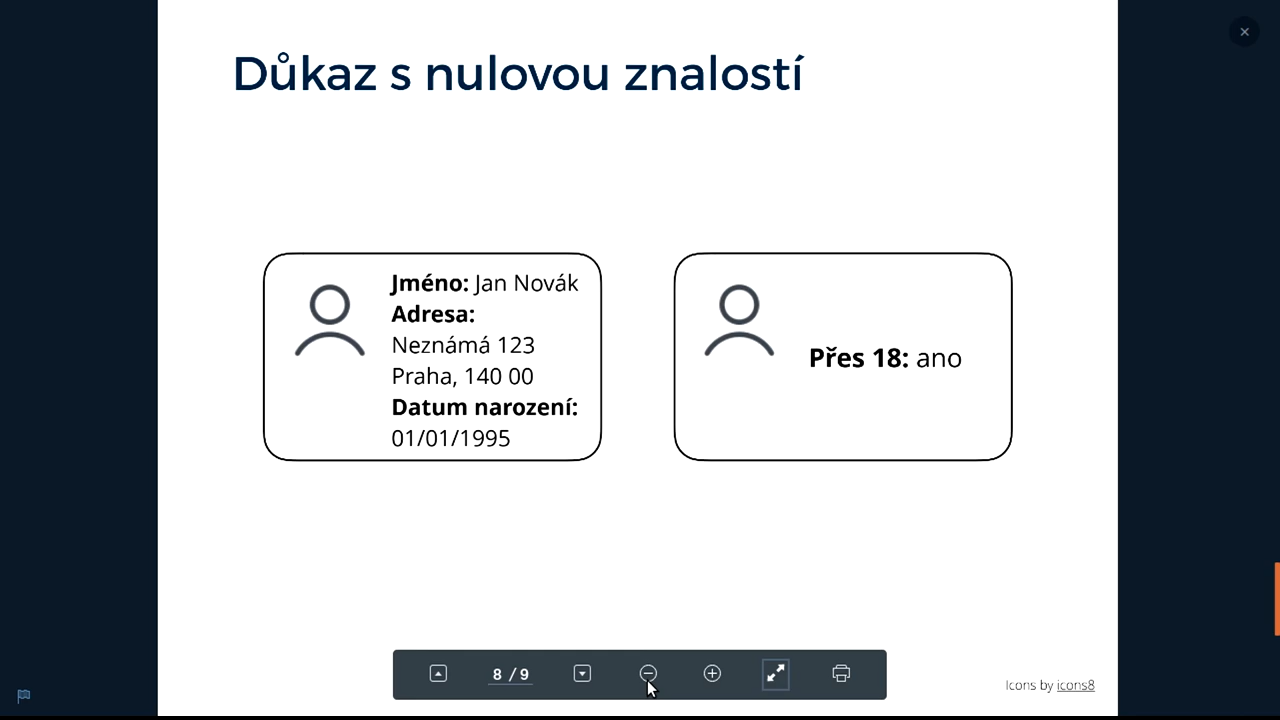 Důkaz s nulovou znalostí
Jméno: Jan Novák
Adresa:
Neznámá 123
Praha, 140 00
Datum narození:
01/01/1995
Přes 18: ano
8 / 9
Icons by icons8